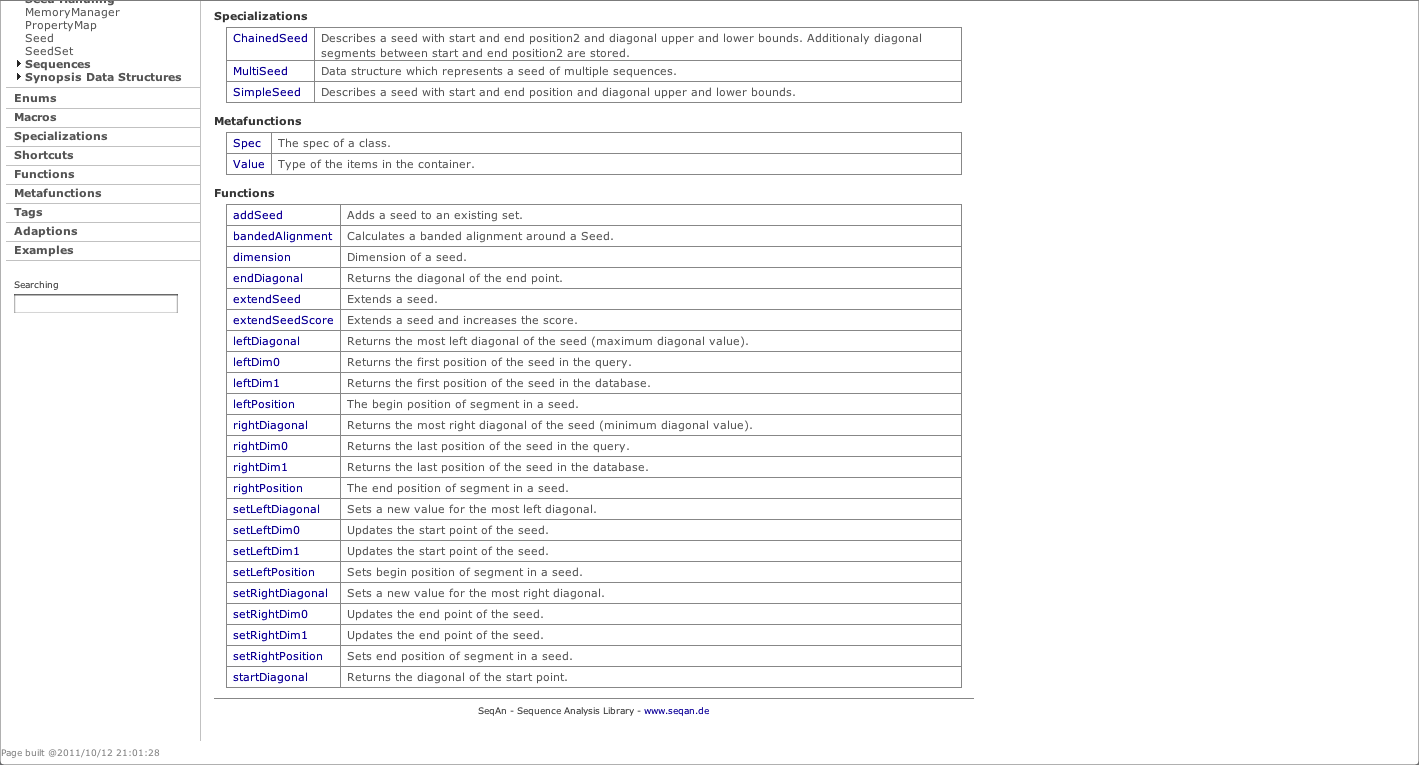 Seed Handling
MemoryManager
PropertyMap
Seed
SeedSet
Sequences
Synopsis Data Structures
Enums
Macros
Specializations
Shortcuts
Functions
Metafunctions
Tags
Adaptions
Examples
Searching
Specializations
ChainedSeed Describes a seed with start and end position2 and diagonal upper and lower bounds. Additionaly diagonal
segments between start and end position2 are stored.
MultiSeed Data structure which represents a seed of multiple sequences.
SimpleSeed Describes a seed with start and end position and diagonal upper and lower bounds.
Metafunctions
Spec The spec of a class.
Value Type of the items in the container.
Functions
addSeed Adds a seed to an existing set.
bandedAlignment Calculates a banded alignment around a Seed.
dimension Dimension of a seed.
endDiagonal Returns the diagonal of the end point.
extendSeed Extends a seed.
extendSeedScore Extends a seed and increases the score.
leftDiagonal Returns the most left diagonal of the seed (maximum diagonal value).
leftDim0 Returns the first position of the seed in the query.
leftDim1 Returns the first position of the seed in the database.
leftPosition The begin position of segment in a seed.
rightDiagonal Returns the most right diagonal of the seed (minimum diagonal value).
rightDim0 Returns the last position of the seed in the query.
rightDim1 Returns the last position of the seed in the database.
rightPosition The end position of segment in a seed.
setLeftDiagonal Sets a new value for the most left diagonal.
setLeftDim0 Updates the start point of the seed.
setLeftDim1 Updates the start point of the seed.
setLeftPosition Sets begin position of segment in a seed.
setRightDiagonal Sets a new value for the most right diagonal.
setRightDim0 Updates the end point of the seed.
setRightDim1 Updates the end point of the seed.
setRightPosition Sets end position of segment in a seed.
startDiagonal Returns the diagonal of the start point.
SeqAn - Sequence Analysis Library - www.seqan.de
Page built @2011/10/12 21:01:28